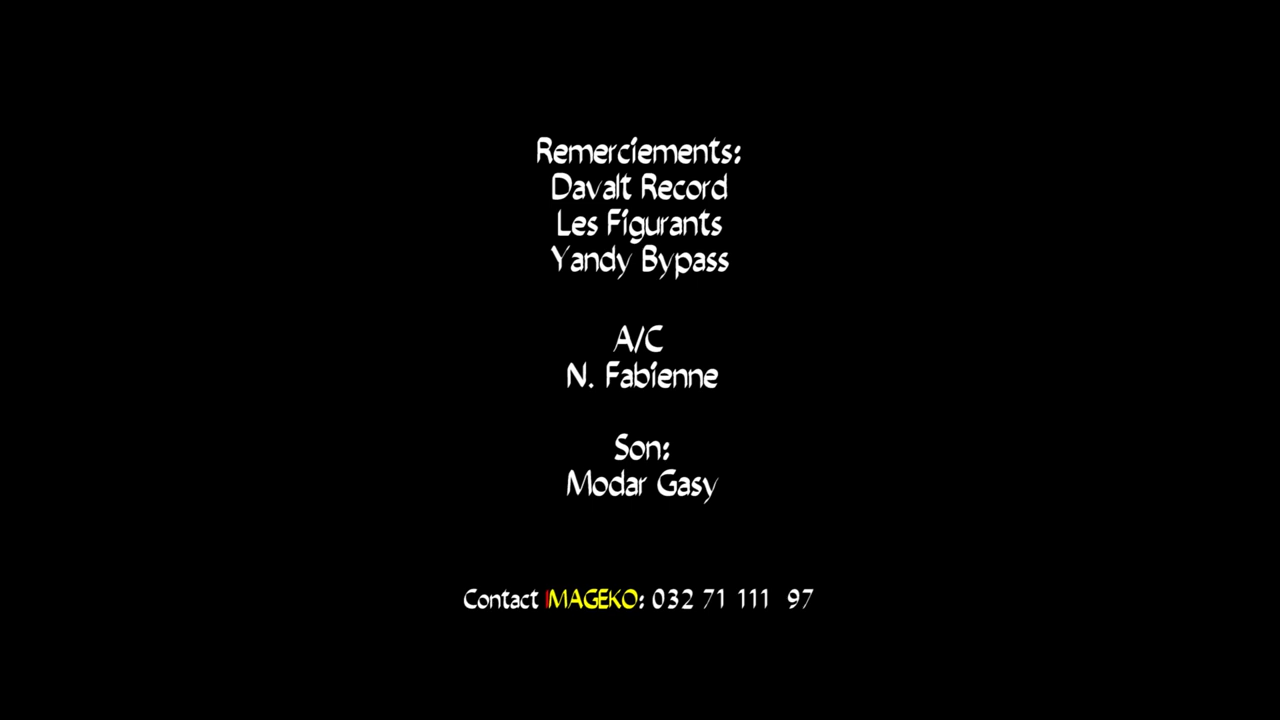 Remerciements:
Davalt Record
Les Figurants
Yandy Bypass
A/C
N. Fabienne
Son:
Modar Gasy
Contact IMAGEKO: 032 71 111 97